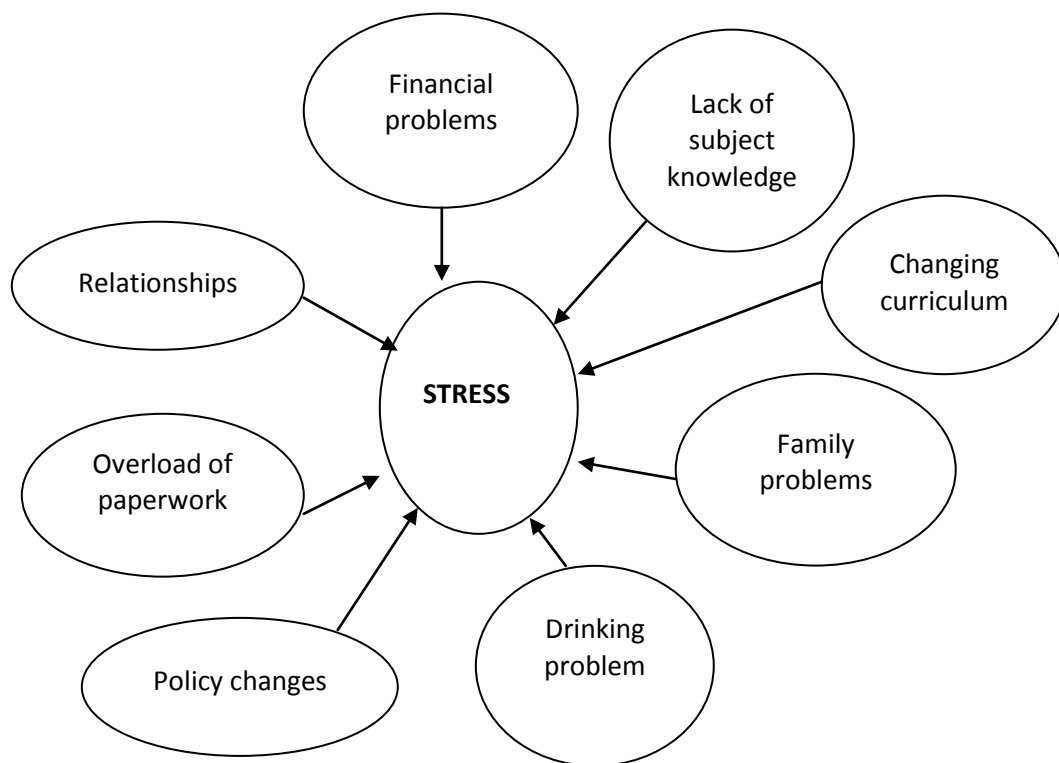 Financial
problems
Lack of
subject
knowledge
Relationships
Changing
curriculum
STRESS
Overload of
paperwork
Family
problems
Policy changes
Drinking
problem